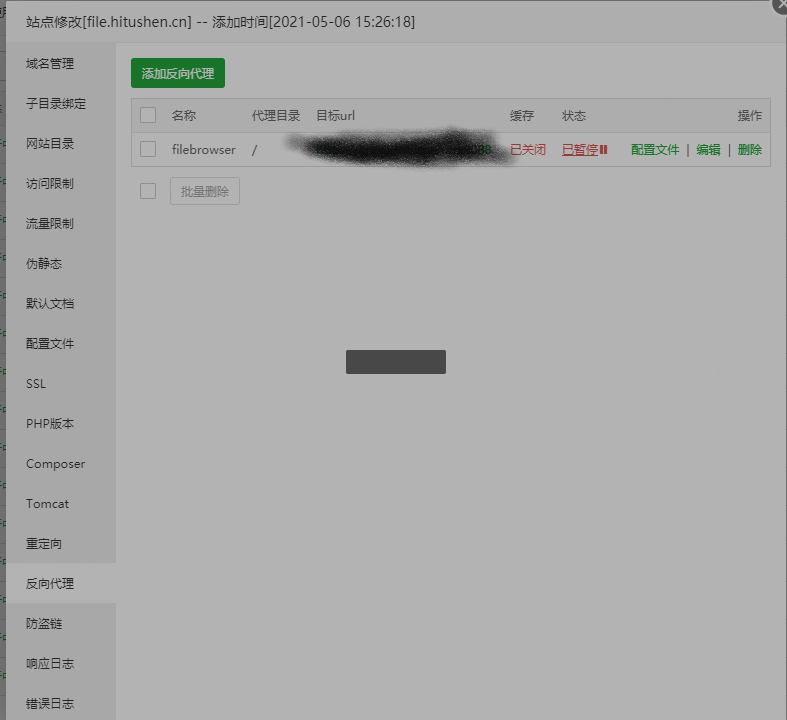 站点修改[file.hitushen.cn] -- 添加时间[2021-05-06 15:26:18]
域名管理
子目录绑定
网站目录
访问限制
流量限制
伪静态
默认文档
配置文件
SSL
PHP版本
Composer
Tomcat
重定向
反向代理
防盗链
响应日志
错误日志
添加反向代理
名称 代理目录 目标url 缓存 状态 操作
filebrowser / 已关闭 已暂停 配置文件 | 编辑 | 删除
批量删除